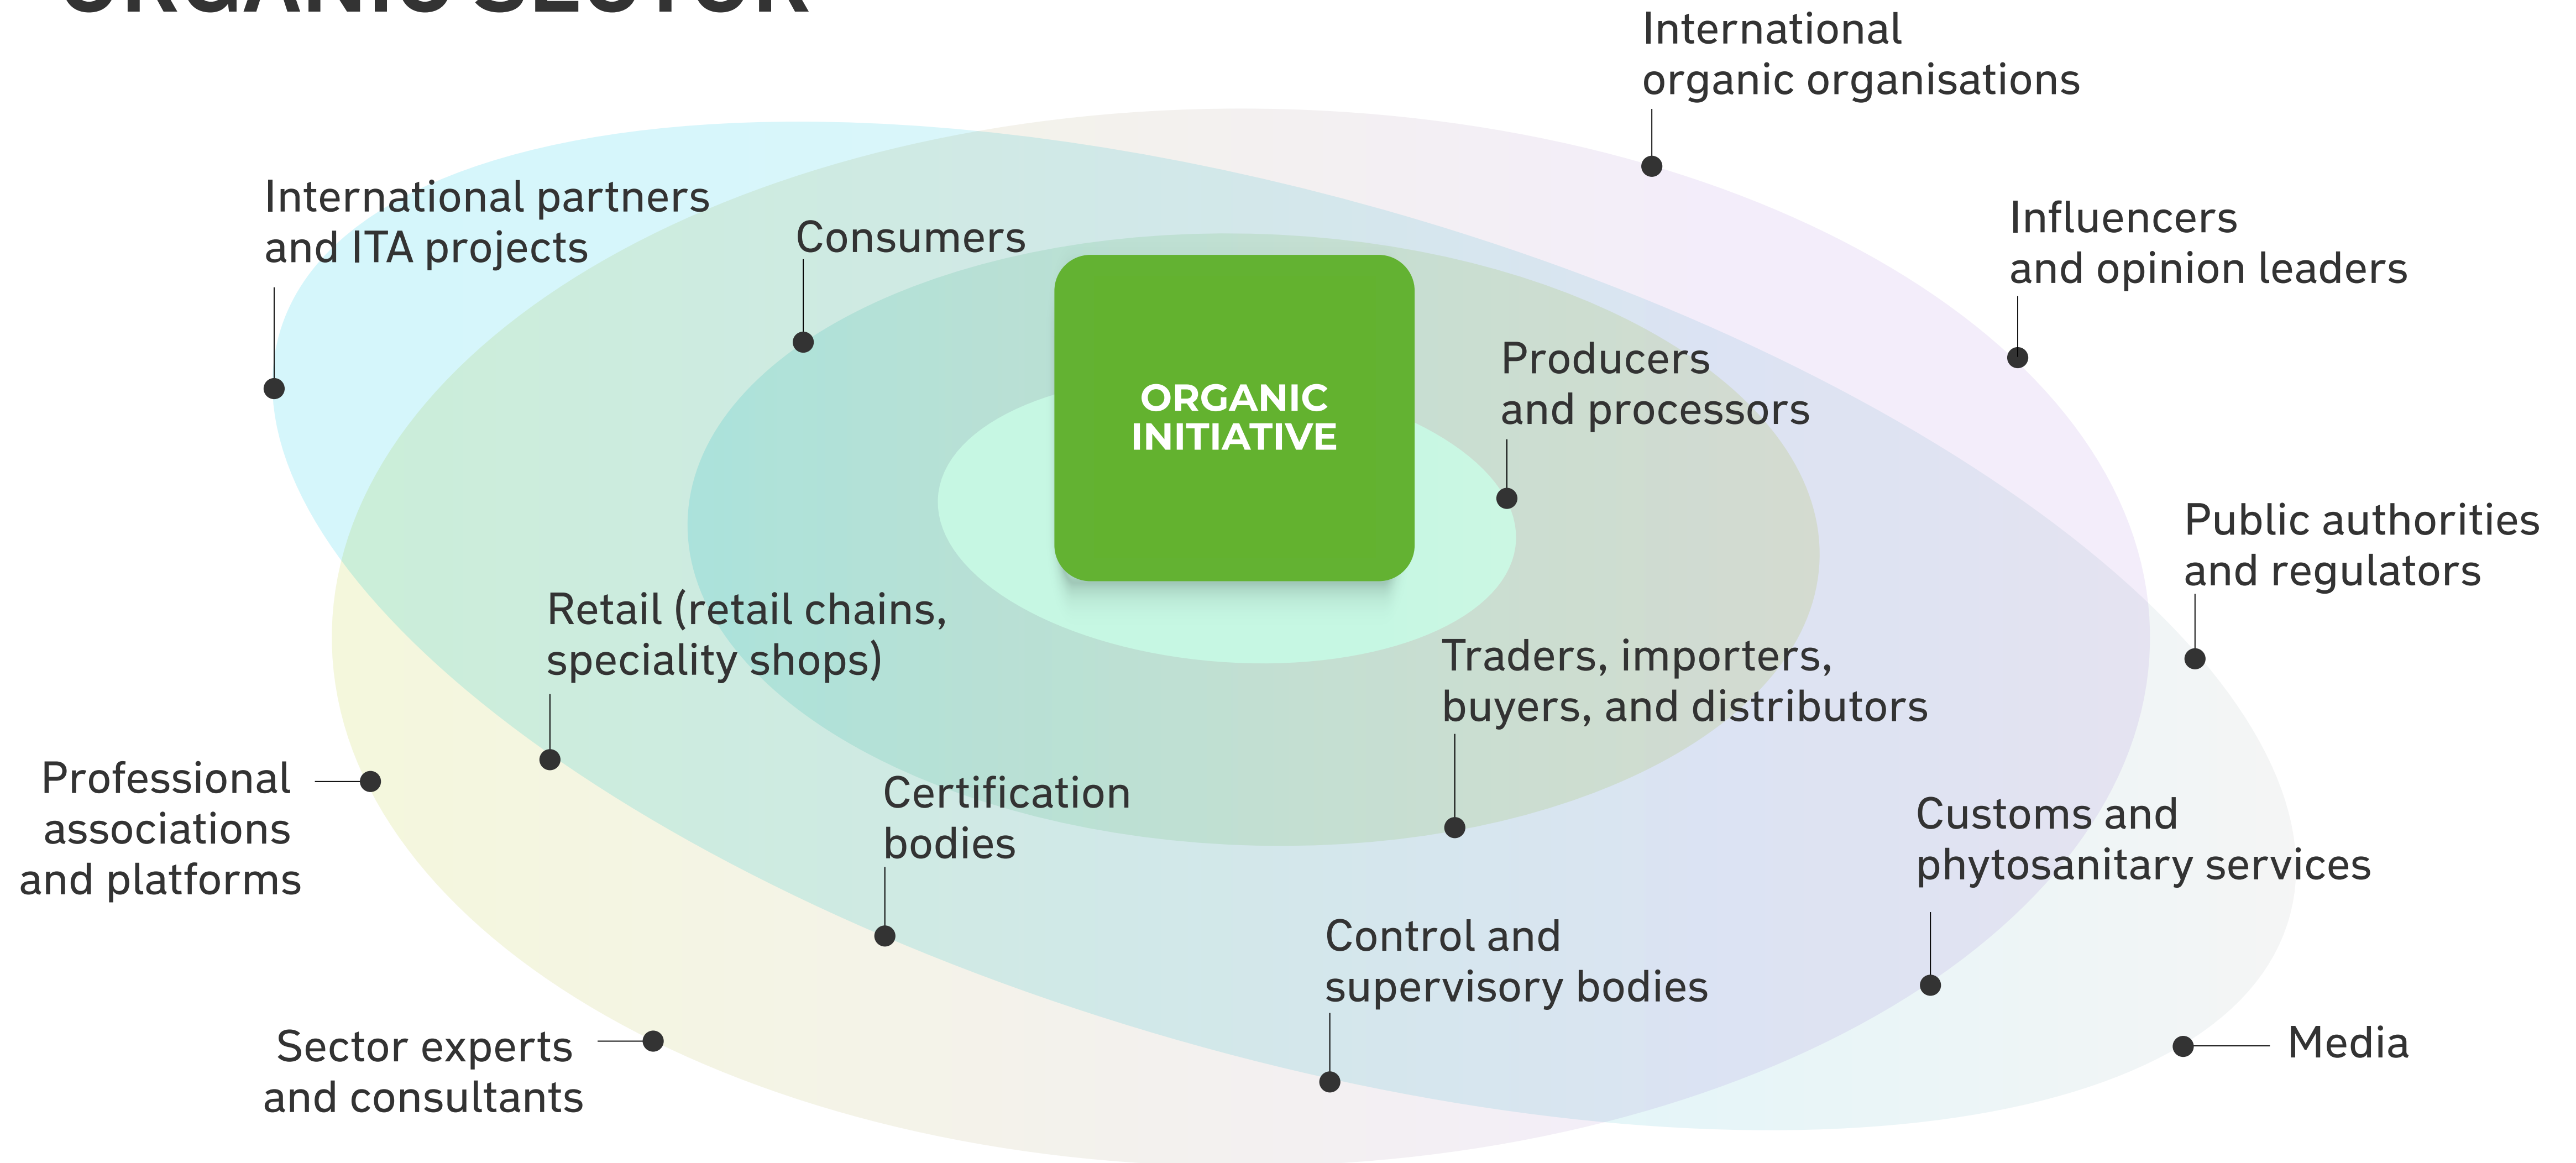 ORGANIC SECTOR
International
organic organisations
International partners
and ITA projects
Consumers
Influencers
and opinion leaders
ORGANIC
INITIATIVE
Producers
and processors
Public authorities
and regulators
Retail (retail chains,
speciality shops)
Traders, importers,
buyers, and distributors
Professional
associations
and platforms
Certification
bodies
Customs and
phytosanitary services
Control and
supervisory bodies
Sector experts
and consultants
Media